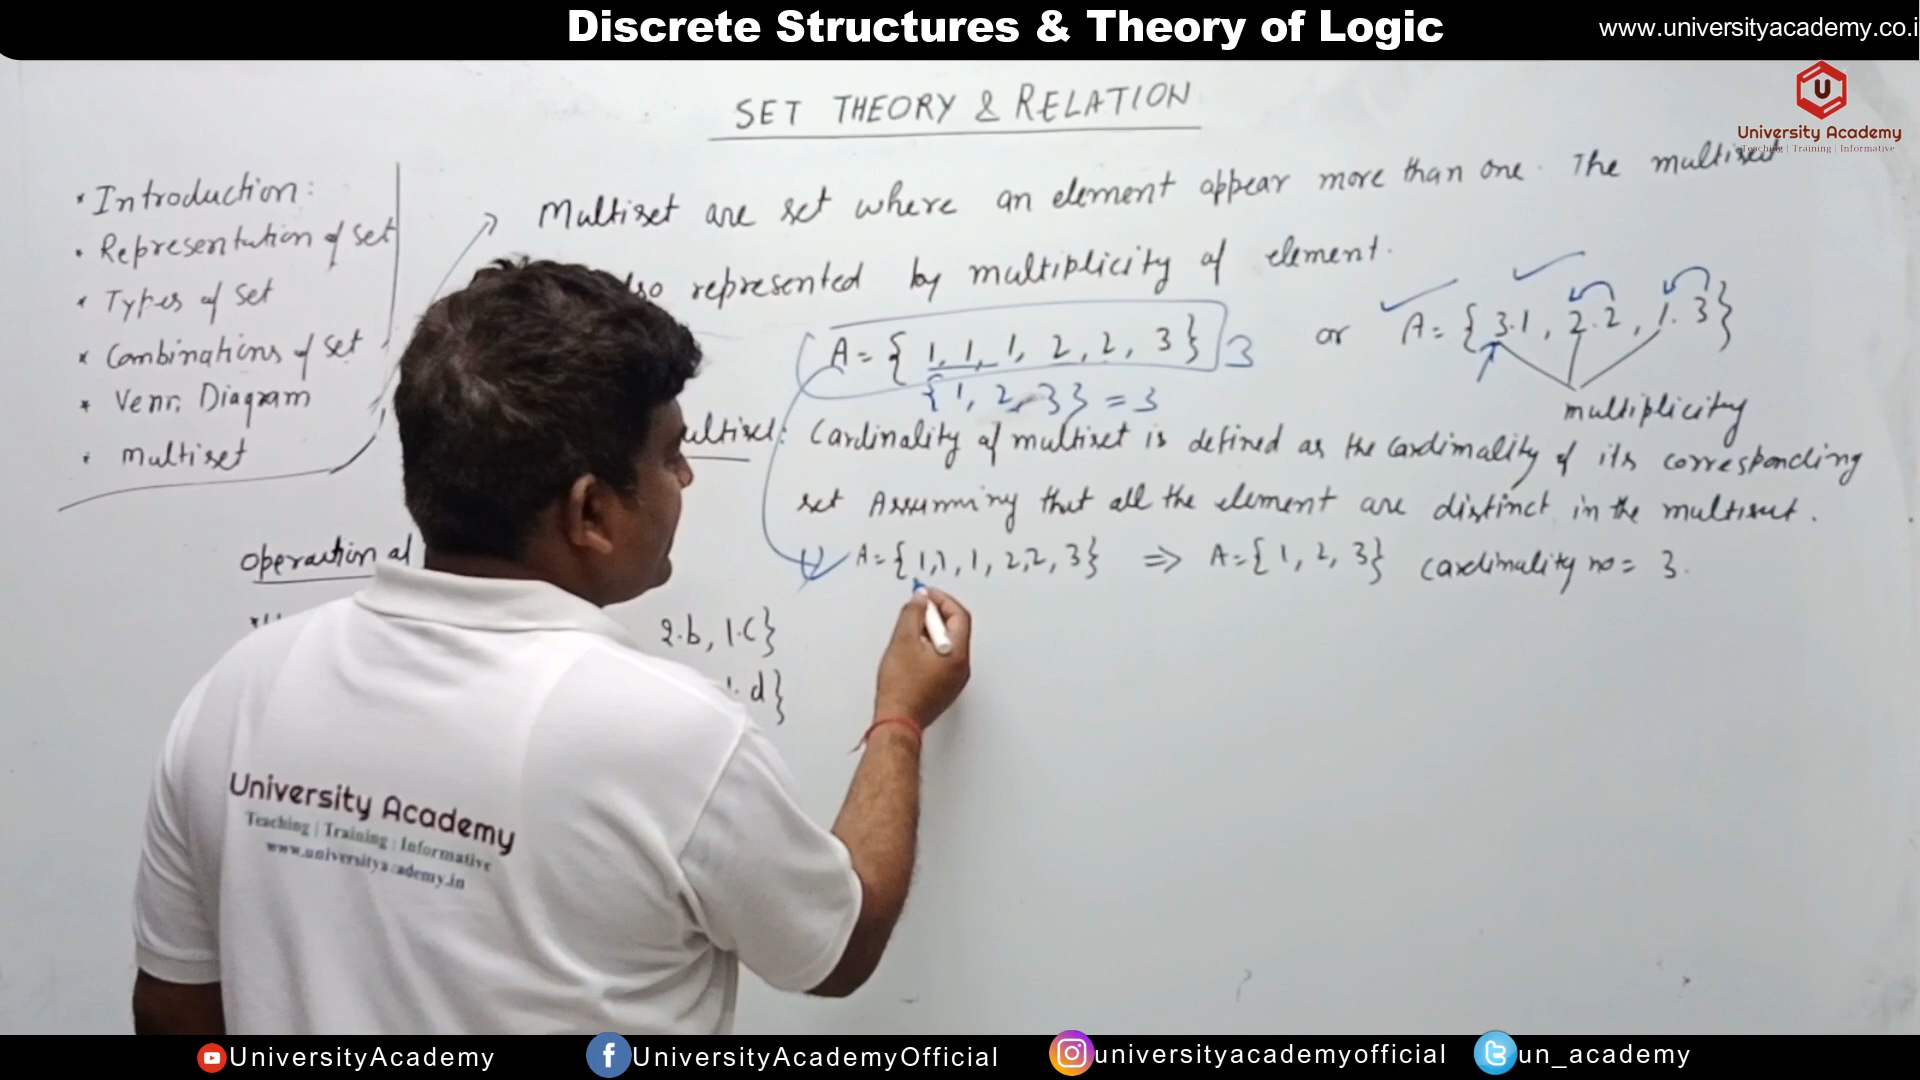 Discrete Structures & Theory of Logic
www.universityacademy.co.i
U
University Academy
Teaching | Training | Informative
SET THEORY & RELATION
* Introduction:
• Representation of set
* Types of set
* Combinations of set
* Venn Diagram
• multiset
Multiset are set where an element appear more than one. The multiset
also represented by multiplicity of element.
A = { 1, 1, 1, 2, 2, 3 } 3 or A = { 3.1, 2.2, 1.3 }
{ 1, 2, 3 } = 3
multiplicity
multiset: Cardinality of multiset is defined as the cardinality of its corresponding
set Assuming that all the element are distinct in the multiset.
A = { 1, 1, 1, 2, 2, 3 } ⇒ A = { 1, 2, 3 } cardinality no = 3.
operation
2.b, 1.c}
1.d}
University Academy
Teaching | Training | Informative
www.universityacademy.in
UniversityAcademy
UniversityAcademyOfficial
universityacademyofficial
un_academy